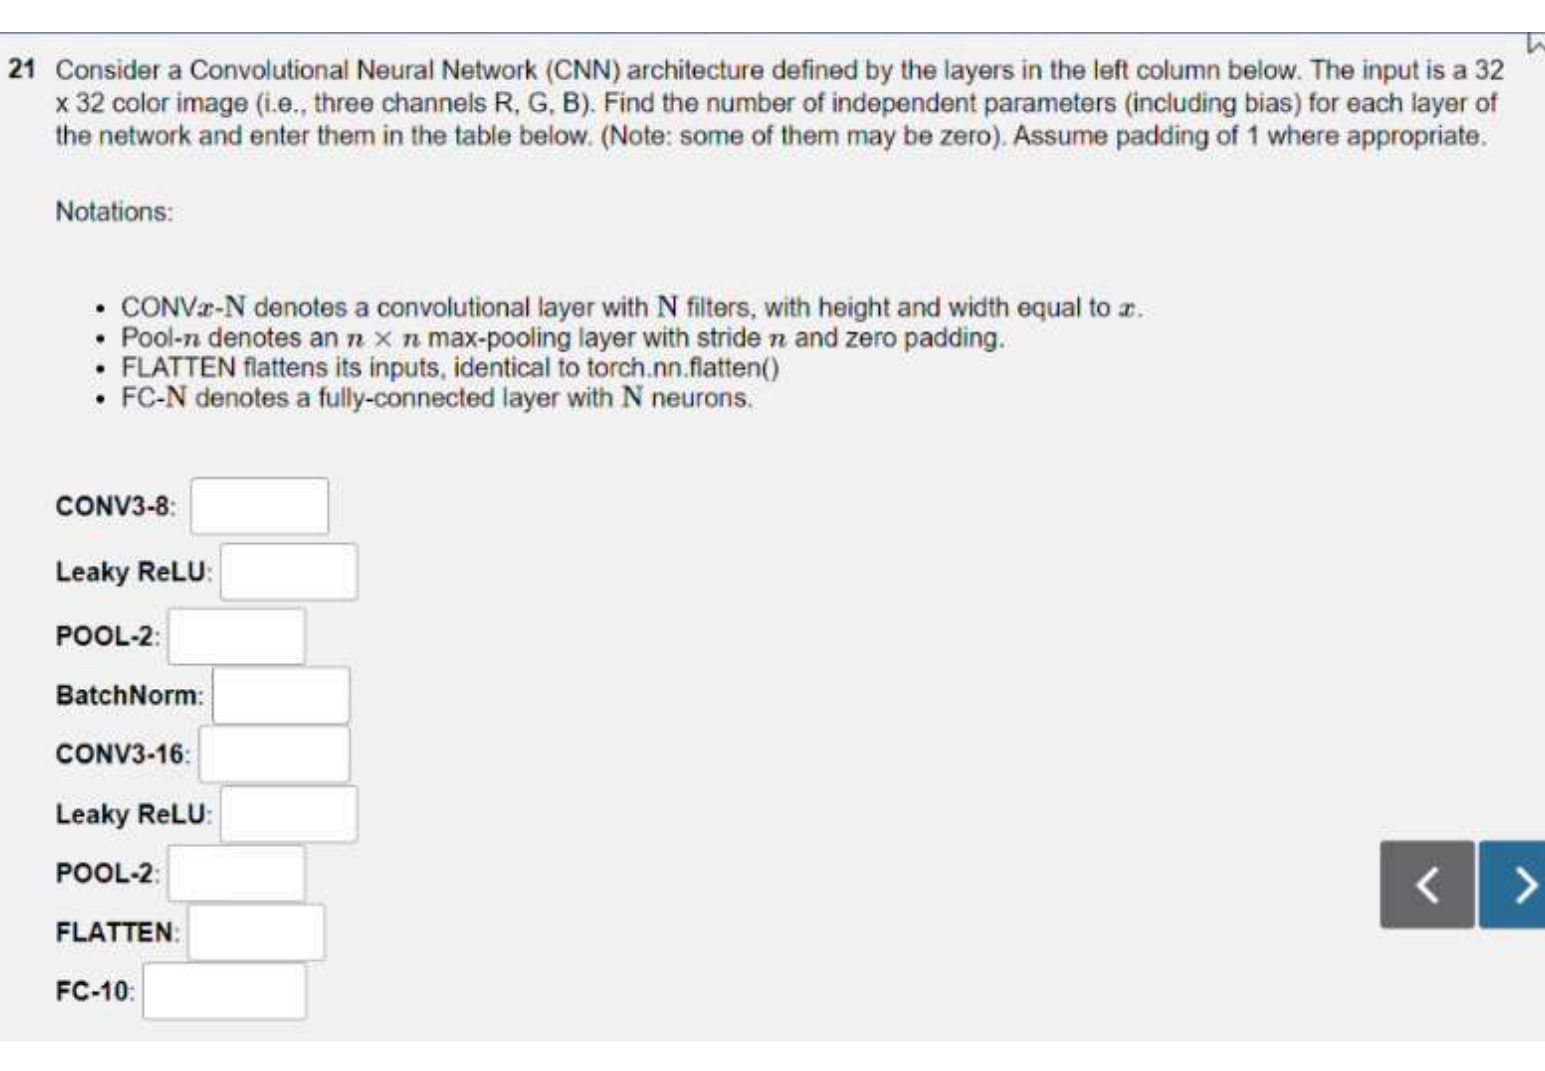 21 Consider a Convolutional Neural Network (CNN) architecture defined by the layers in the left column below. The input is a 32
x 32 color image (i.e., three channels R, G, B). Find the number of independent parameters (including bias) for each layer of
the network and enter them in the table below. (Note: some of them may be zero). Assume padding of 1 where appropriate.
Notations:
• CONVx-N denotes a convolutional layer with N filters, with height and width equal to x.
• Pool-n denotes an n × n max-pooling layer with stride n and zero padding.
• FLATTEN flattens its inputs, identical to torch.nn.flatten()
• FC-N denotes a fully-connected layer with N neurons.
CONV3-8:
Leaky ReLU:
POOL-2:
BatchNorm:
CONV3-16:
Leaky ReLU:
POOL-2:
FLATTEN:
FC-10: